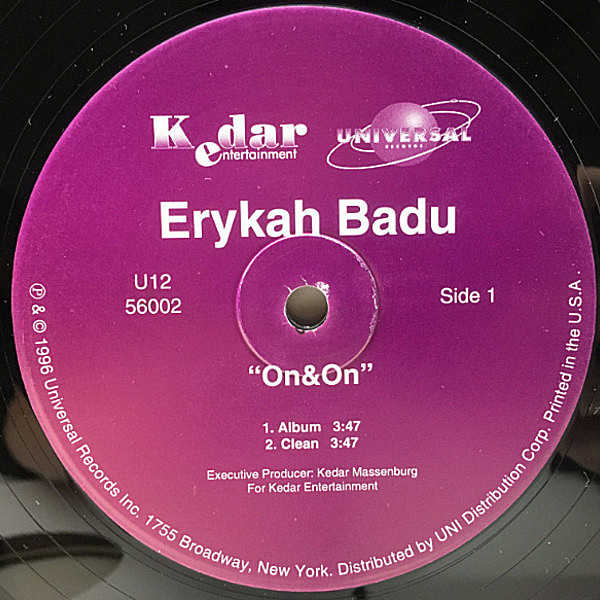 Kedar
entertainment
UNIVERSAL
RECORDS
Erykah Badu
U12
56002
Side 1
“On&On”
1. Album 3:47
2. Clean 3:47
Executive Producer: Kedar Massenburg
For Kedar Entertainment
℗ & © 1996 Universal Records Inc. 1755 Broadway, New York. Distributed by UNI Distribution Corp. Printed in the U.S.A.